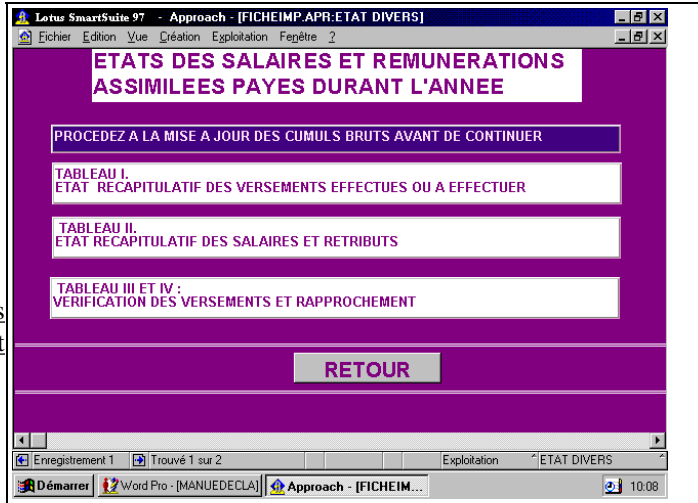 Lotus SmartSuite 97 - Approach - [FICHEIMP.APR:ETAT DIVERS]
Fichier Edition Vue Création Exploitation Fenêtre ?
ETATS DES SALAIRES ET REMUNERATIONS
ASSIMILEES PAYES DURANT L'ANNEE
PROCEDEZ A LA MISE A JOUR DES CUMULS BRUTS AVANT DE CONTINUER
TABLEAU I.
ETAT RECAPITULATIF DES VERSEMENTS EFFECTUES OU A EFFECTUER
TABLEAU II.
ETAT RECAPITULATIF DES SALAIRES ET RETRIBUTS
TABLEAU III ET IV :
VERIFICATION DES VERSEMENTS ET RAPPROCHEMENT
s
t
RETOUR
Enregistrement 1 Trouvé 1 sur 2 Exploitation ETAT DIVERS
Démarrer Word Pro - [MANUEDECLA] Approach - [FICHEIM... 10:08